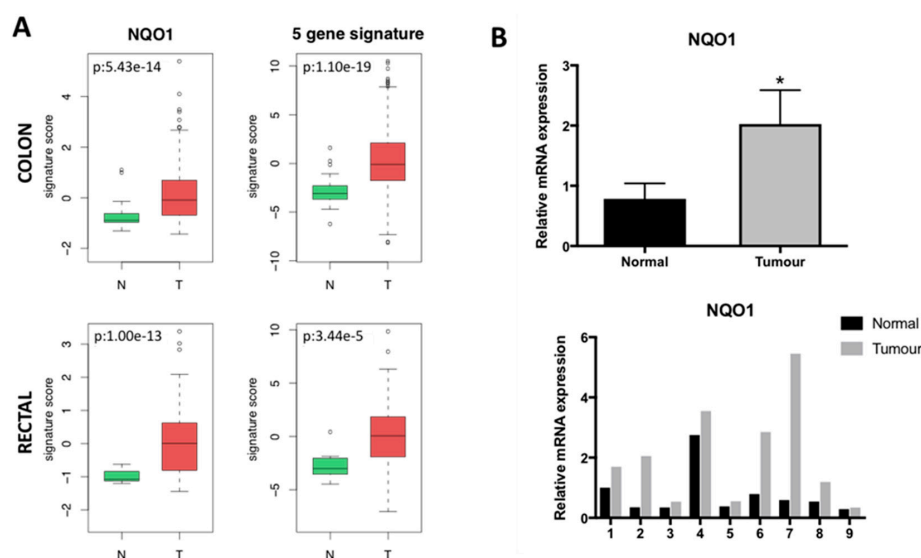 A
B
NQO1
5 gene signature
NQO1
COLON
signature score
p:5.43e-14
4
2
0
-2
N
T
signature score
p:1.10e-19
10
5
0
-5
-10
N
T
Relative mRNA expression
3
2
1
0
*
Normal
Tumour
RECTAL
signature score
p:1.00e-13
3
2
1
0
-1
-2
N
T
signature score
p:3.44e-5
10
5
0
-5
N
T
NQO1
Normal
Tumour
Relative mRNA expression
6
4
2
0
1 2 3 4 5 6 7 8 9